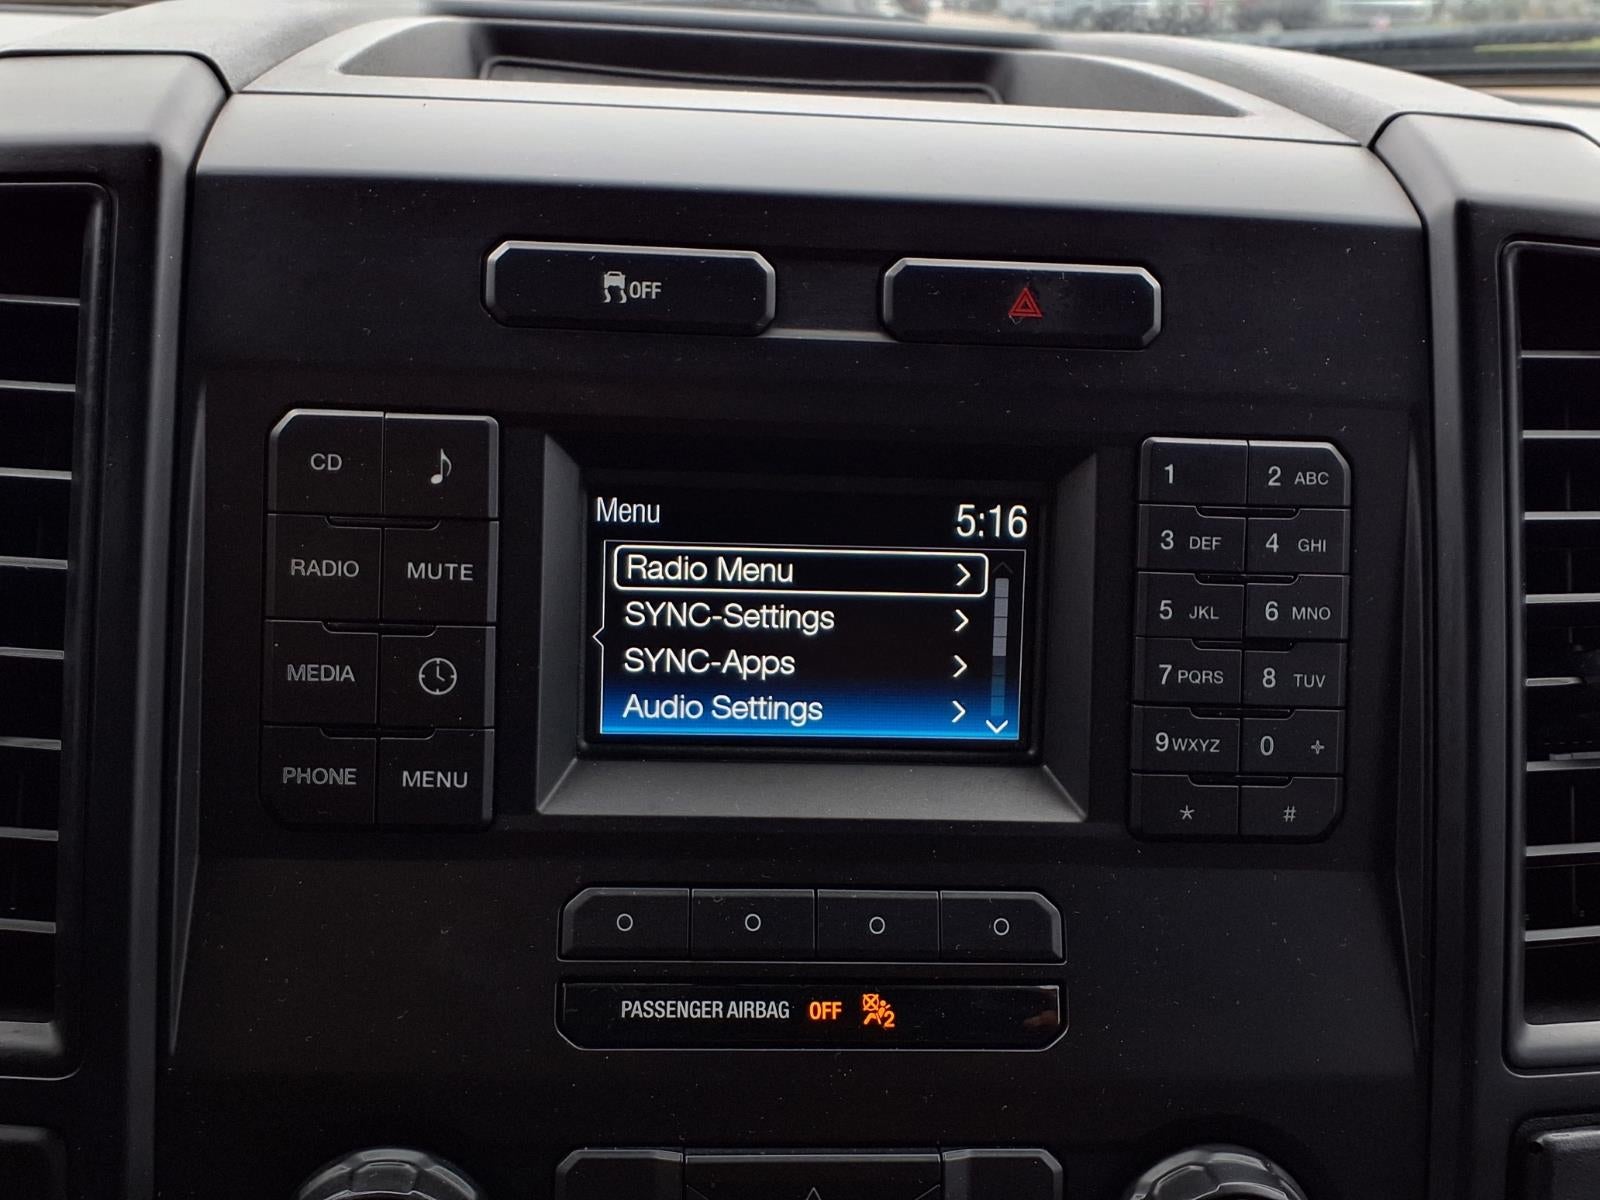 OFF
CD
RADIO
MUTE
MEDIA
PHONE
MENU
Menu
5:16
Radio Menu
SYNC-Settings
SYNC-Apps
Audio Settings
1
2 ABC
3 DEF
4 GHI
5 JKL
6 MNO
7 PQRS
8 TUV
9 WXYZ
0 +
*
#
PASSENGER AIRBAG OFF 2